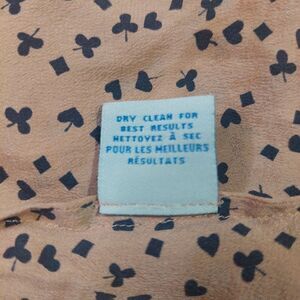 DRY CLEAN FOR
BEST RESULTS
NETTOYEZ À SEC
POUR LES MEILLEURS
RÉSULTATS